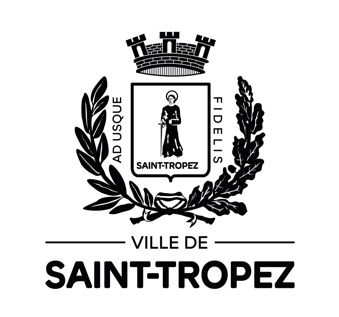 AD USQUE
FIDELIS
SAINT-TROPEZ
VILLE DE
SAINT-TROPEZ